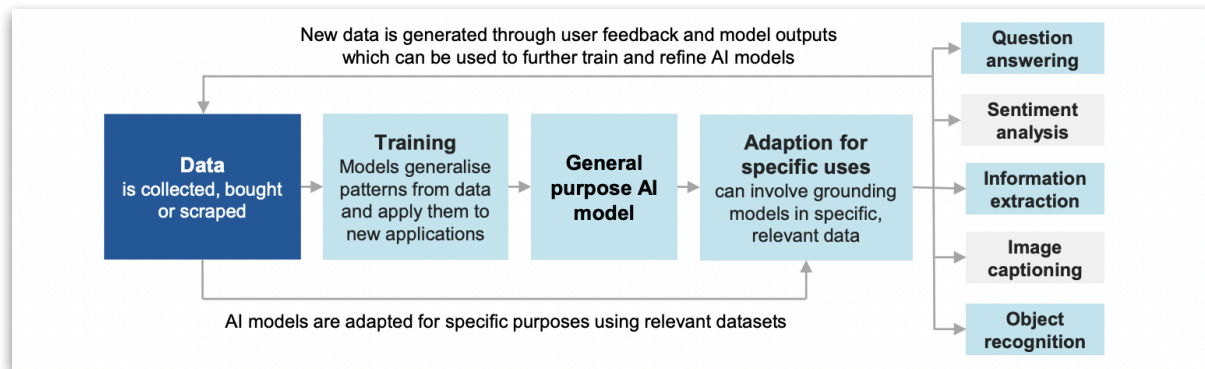 New data is generated through user feedback and model outputs
which can be used to further train and refine AI models
Data
is collected, bought
or scraped
Training
Models generalise
patterns from data
and apply them to
new applications
General
purpose AI
model
Adaption for
specific uses
can involve grounding
models in specific,
relevant data
Question
answering
Sentiment
analysis
Information
extraction
Image
captioning
Object
recognition
AI models are adapted for specific purposes using relevant datasets